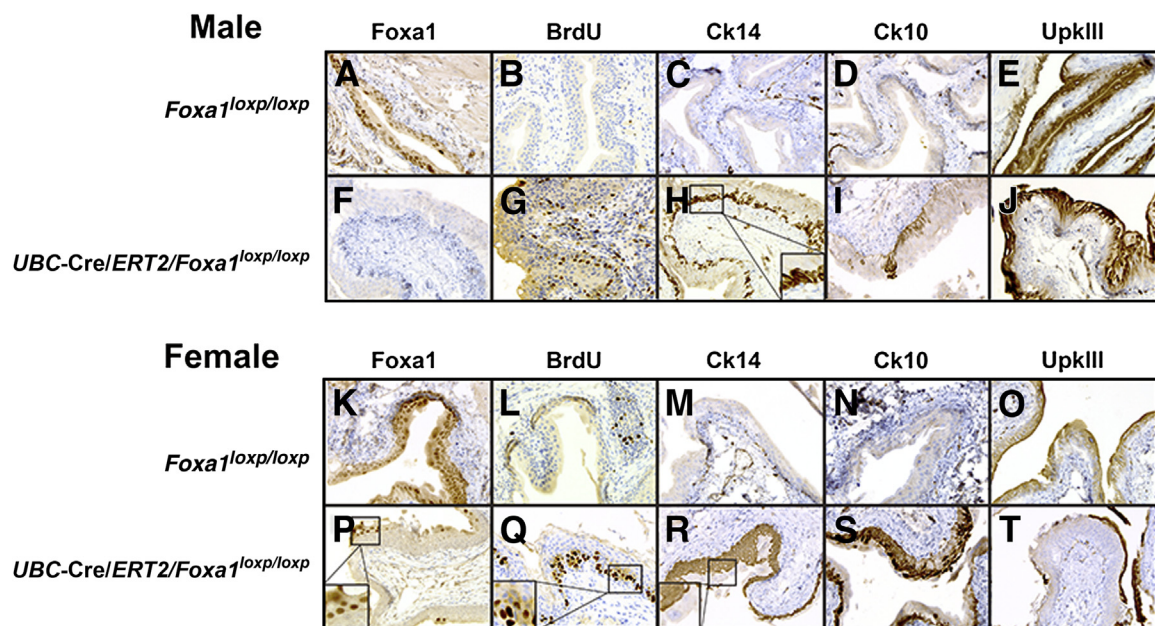 Male
Foxa1 BrdU Ck14 Ck10 UpkIII
Foxa1loxp/loxp
A B C D E
UBC-Cre/ERT2/Foxa1loxp/loxp
F G H I J
Female
Foxa1 BrdU Ck14 Ck10 UpkIII
Foxa1loxp/loxp
K L M N O
UBC-Cre/ERT2/Foxa1loxp/loxp
P Q R S T